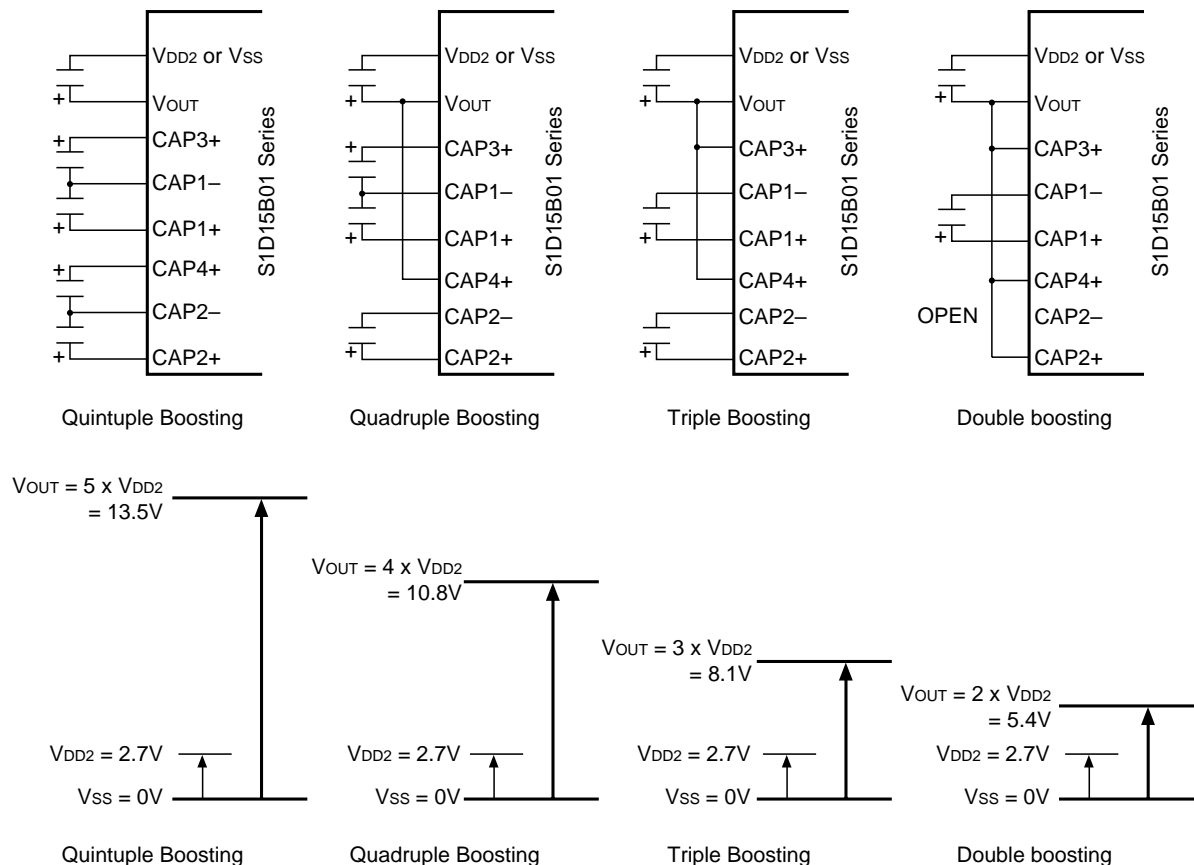 VDD2 or VSS
+
VOUT
+
CAP3+
CAP1–
+
CAP1+
+
CAP4+
CAP2–
+
CAP2+
S1D15B01 Series
Quintuple Boosting
VDD2 or VSS
+
VOUT
+
CAP3+
CAP1–
+
CAP1+
CAP4+
CAP2–
+
CAP2+
S1D15B01 Series
Quadruple Boosting
VDD2 or VSS
+
VOUT
CAP3+
CAP1–
+
CAP1+
CAP4+
CAP2–
+
CAP2+
S1D15B01 Series
Triple Boosting
VDD2 or VSS
+
VOUT
CAP3+
CAP1–
+
CAP1+
CAP4+
OPEN
CAP2–
CAP2+
S1D15B01 Series
Double boosting
VOUT = 5 x VDD2
= 13.5V
VDD2 = 2.7V
VSS = 0V
Quintuple Boosting
VOUT = 4 x VDD2
= 10.8V
VDD2 = 2.7V
VSS = 0V
Quadruple Boosting
VOUT = 3 x VDD2
= 8.1V
VDD2 = 2.7V
VSS = 0V
Triple Boosting
VOUT = 2 x VDD2
= 5.4V
VDD2 = 2.7V
VSS = 0V
Double boosting